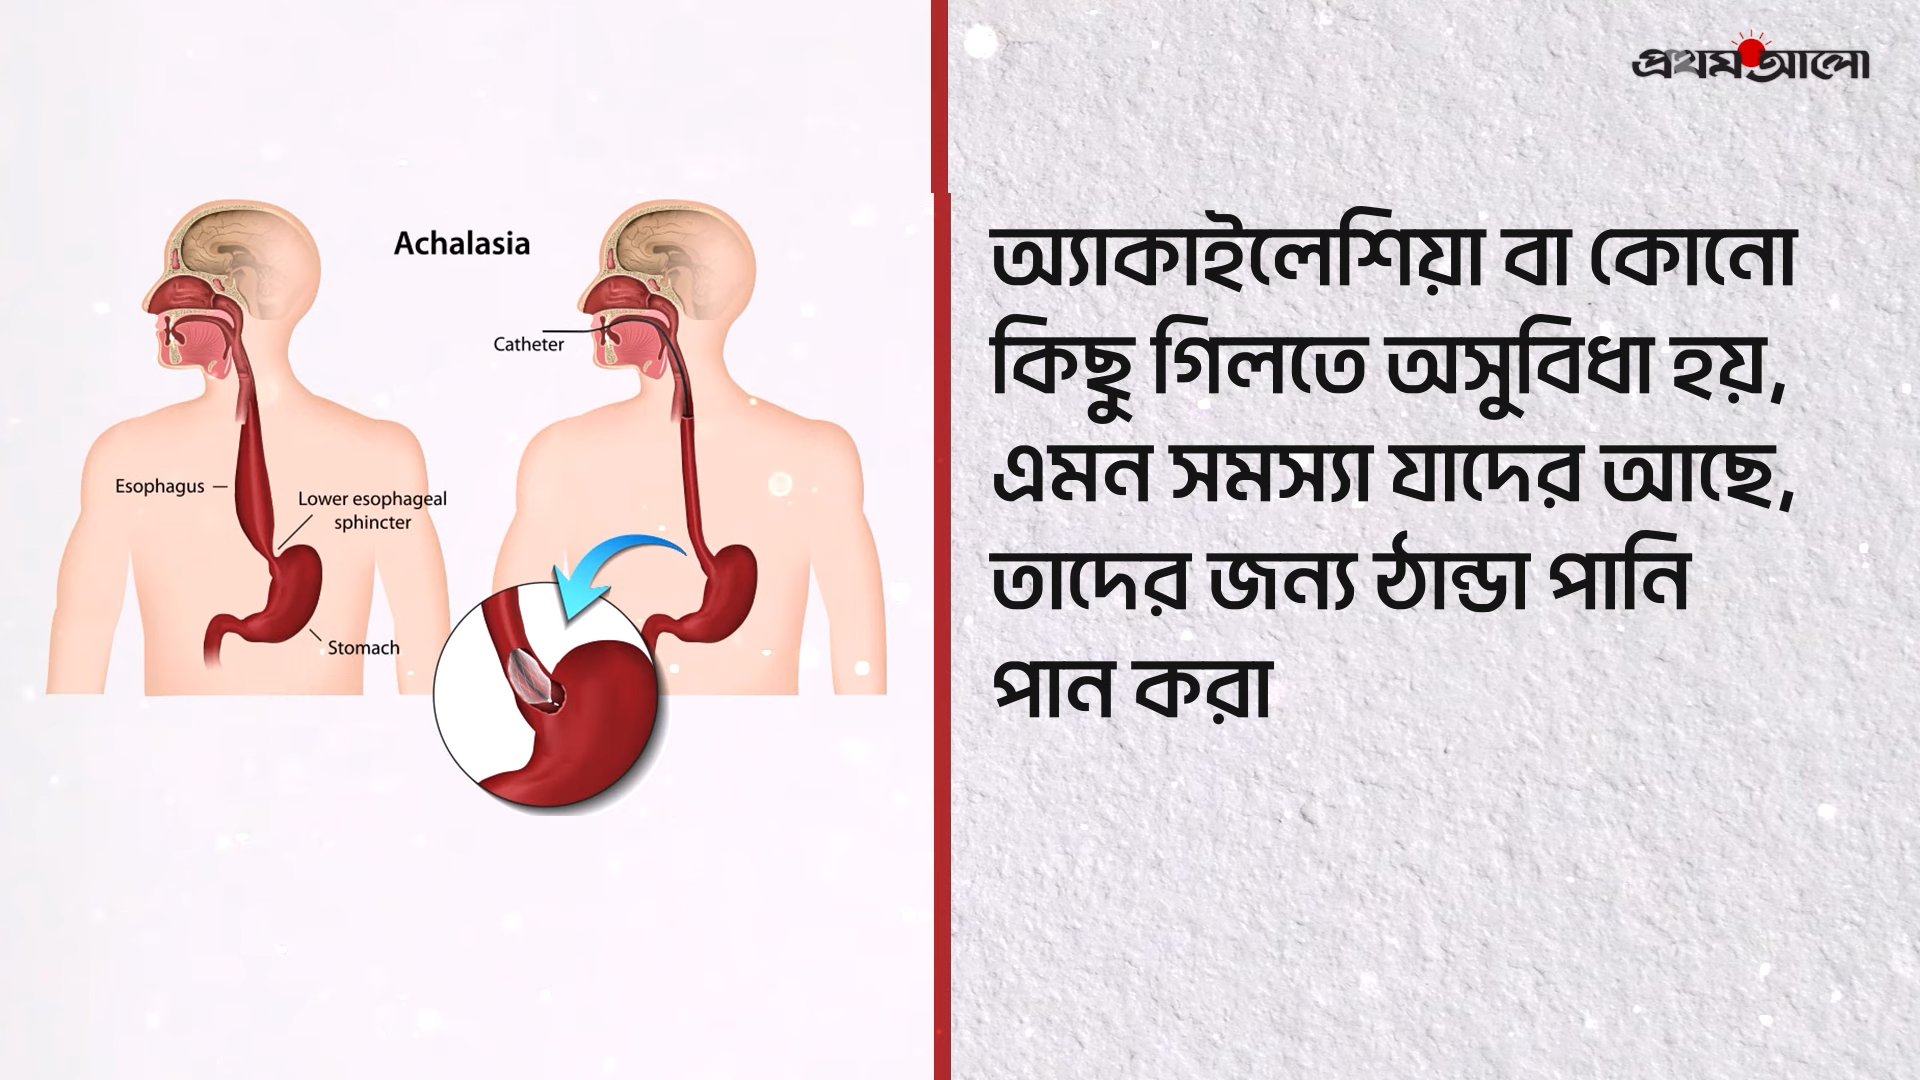 প্রথম আলো
Achalasia
Catheter
Esophagus
Lower esophageal
sphincter
Stomach
অ্যাকাইলেশিয়া বা কোনো
কিছু গিলতে অসুবিধা হয়,
এমন সমস্যা যাদের আছে,
তাদের জন্য ঠান্ডা পানি
পান করা